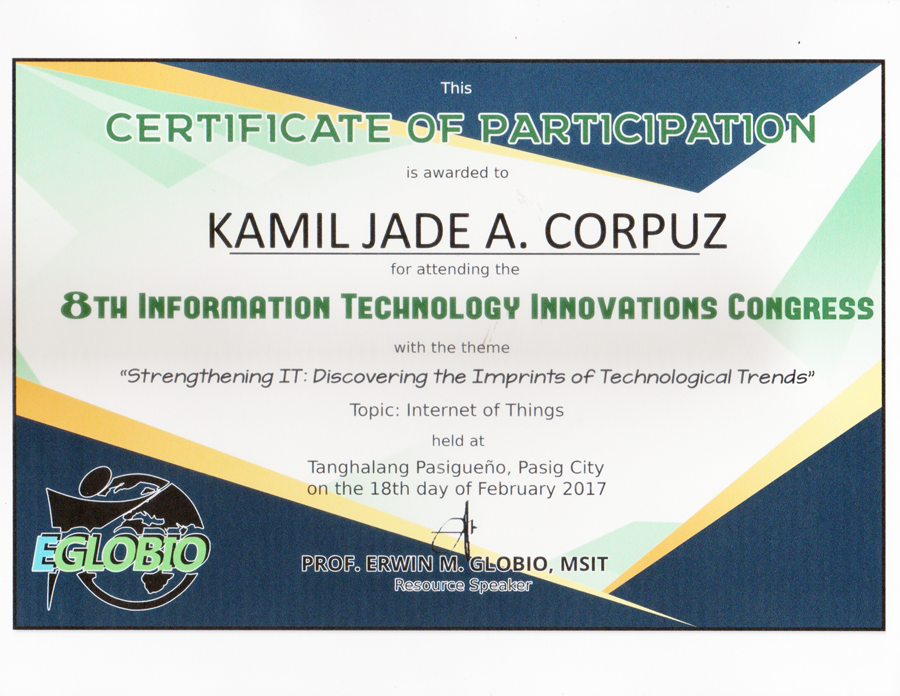 This
CERTIFICATE OF PARTICIPATION
is awarded to
KAMIL JADE A. CORPUZ
for attending the
8TH INFORMATION TECHNOLOGY INNOVATIONS CONGRESS
with the theme
“Strengthening IT: Discovering the Imprints of Technological Trends”
Topic: Internet of Things
held at
Tanghalang Pasigueño, Pasig City
on the 18th day of February 2017
EGLOBIO
PROF. ERWIN M. GLOBIO, MSIT
Resource Speaker